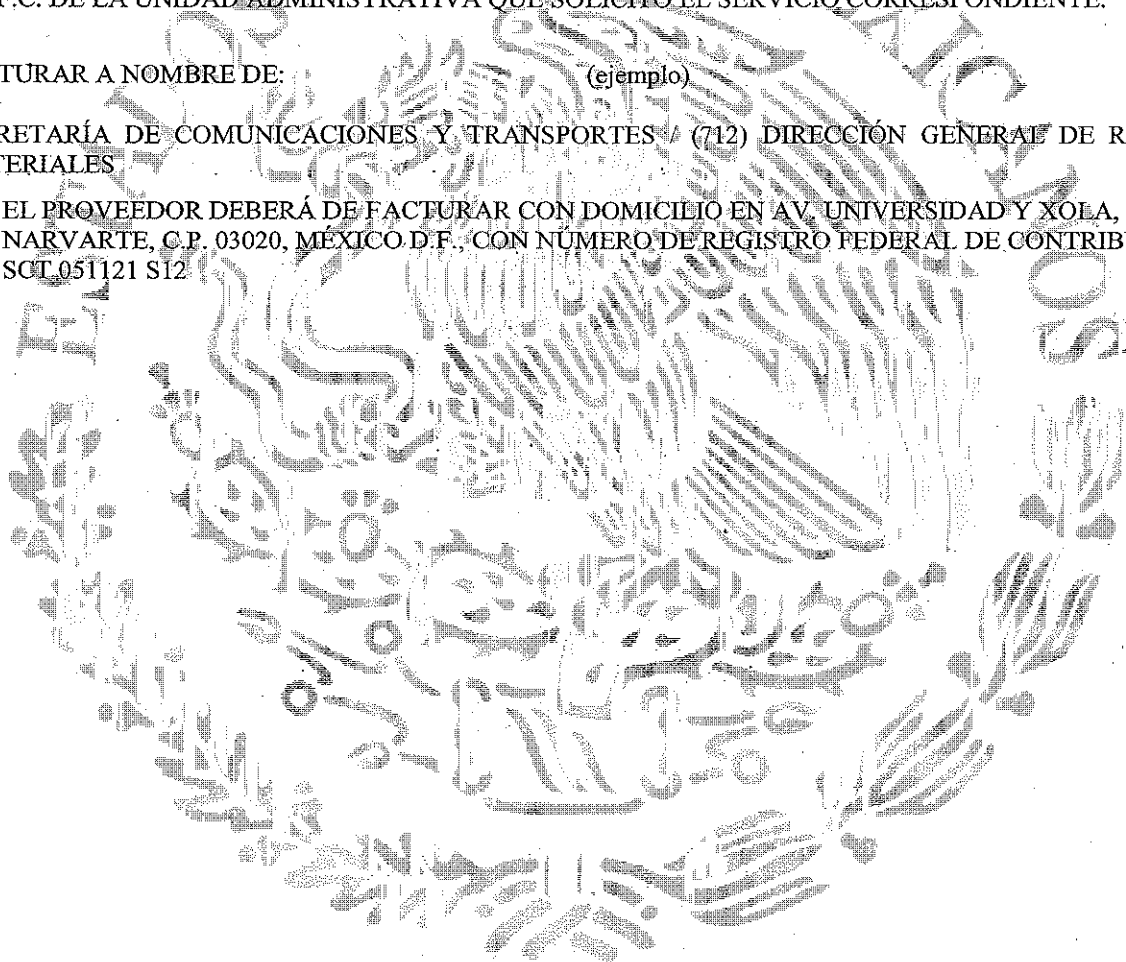 F.C. DE LA UNIDAD ADMINISTRATIVA QUE SOLICITÓ EL SERVICIO CORRESPONDIENTE.
TURAR A NOMBRE DE: (ejemplo)
RETARÍA DE COMUNICACIONES Y TRANSPORTES / (712) DIRECCIÓN GENERAL DE R
TERIALES
EL PROVEEDOR DEBERÁ DE FACTURAR CON DOMICILIO EN AV. UNIVERSIDAD Y XOLA,
NARVARTE, C.P. 03020, MÉXICO D.F., CON NÚMERO DE REGISTRO FEDERAL DE CONTRIB
SCT 051121 S12